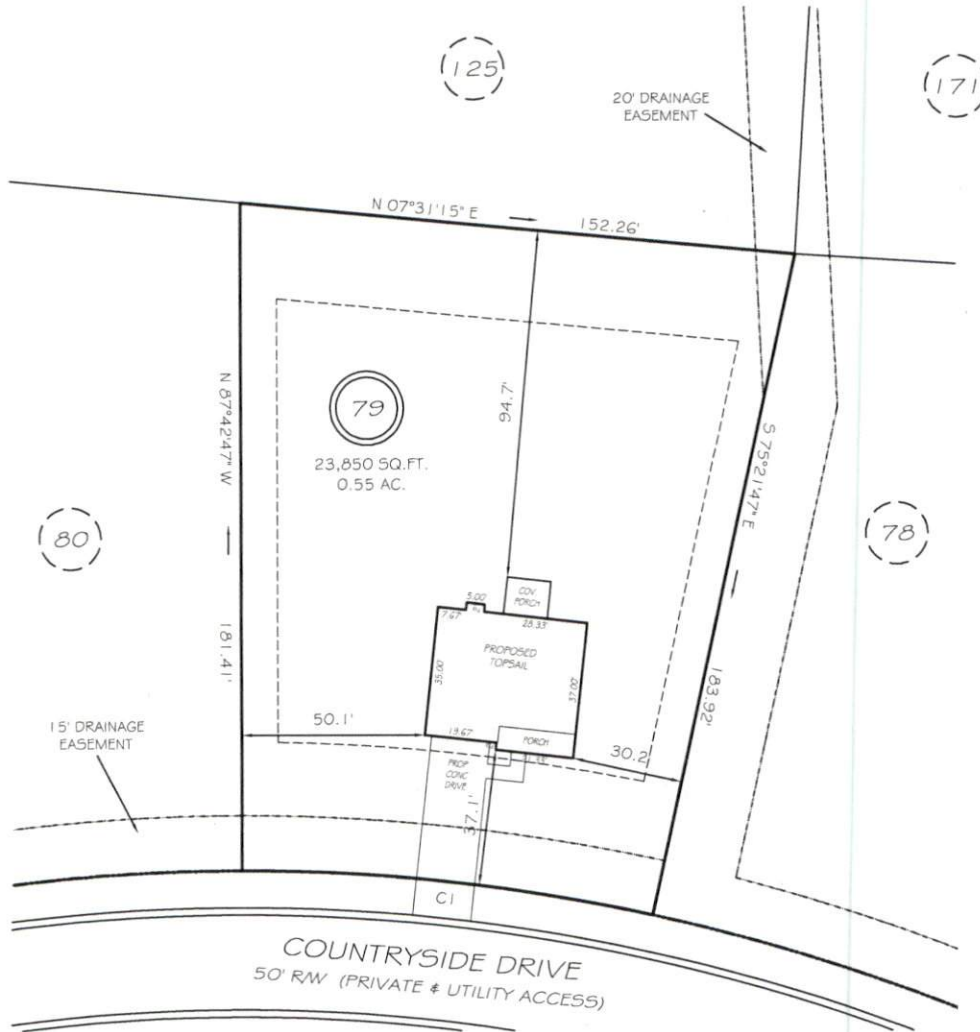 125
171
20' DRAINAGE
EASEMENT
N 07°31'15" E
152.26'
79
23,850 SQ.FT.
0.55 AC.
N 87°42'47" W
181.41'
94.7'
S 75°21'47" E
183.92'
80
78
COV
PORCH
5.00
7.67
28.33'
PROPOSED
TOPSAIL
35.00
37.00
50.1'
19.67
PORCH
30.2
PROP
CONC
DRIVE
37.1'
15' DRAINAGE
EASEMENT
C1
COUNTRYSIDE DRIVE
50' R/W (PRIVATE & UTILITY ACCESS)